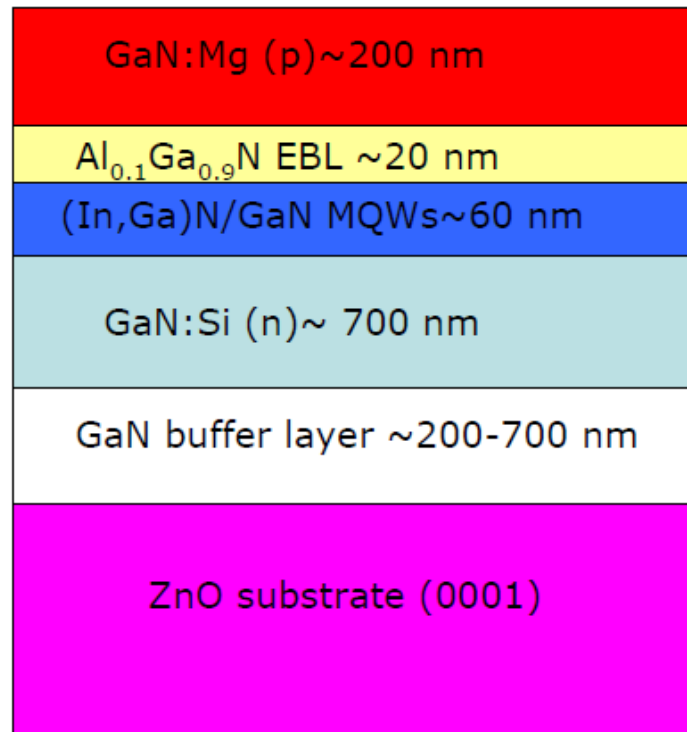 GaN:Mg (p)~200 nm
Al₀.₁Ga₀.₉N EBL ~20 nm
(In,Ga)N/GaN MQWs~60 nm
GaN:Si (n)~ 700 nm
GaN buffer layer ~200-700 nm
ZnO substrate (0001)